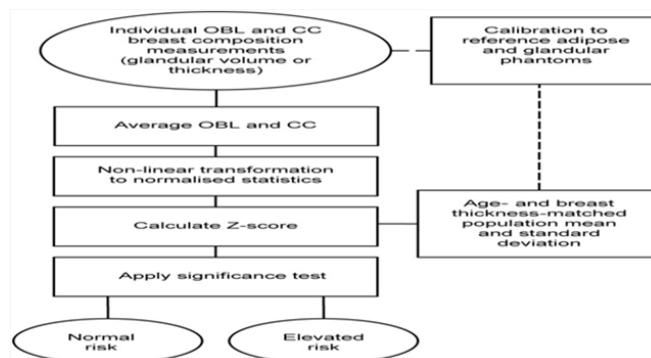 Individual OBL and CC
breast composition
measurements
(glandular volume or
thickness)
Calibration to
reference adipose
and glandular
phantoms
Average OBL and CC
Non-linear transformation
to normalised statistics
Calculate Z-score
Age- and breast
thickness-matched
population mean
and standard
deviation
Apply significance test
Normal
risk
Elevated
risk